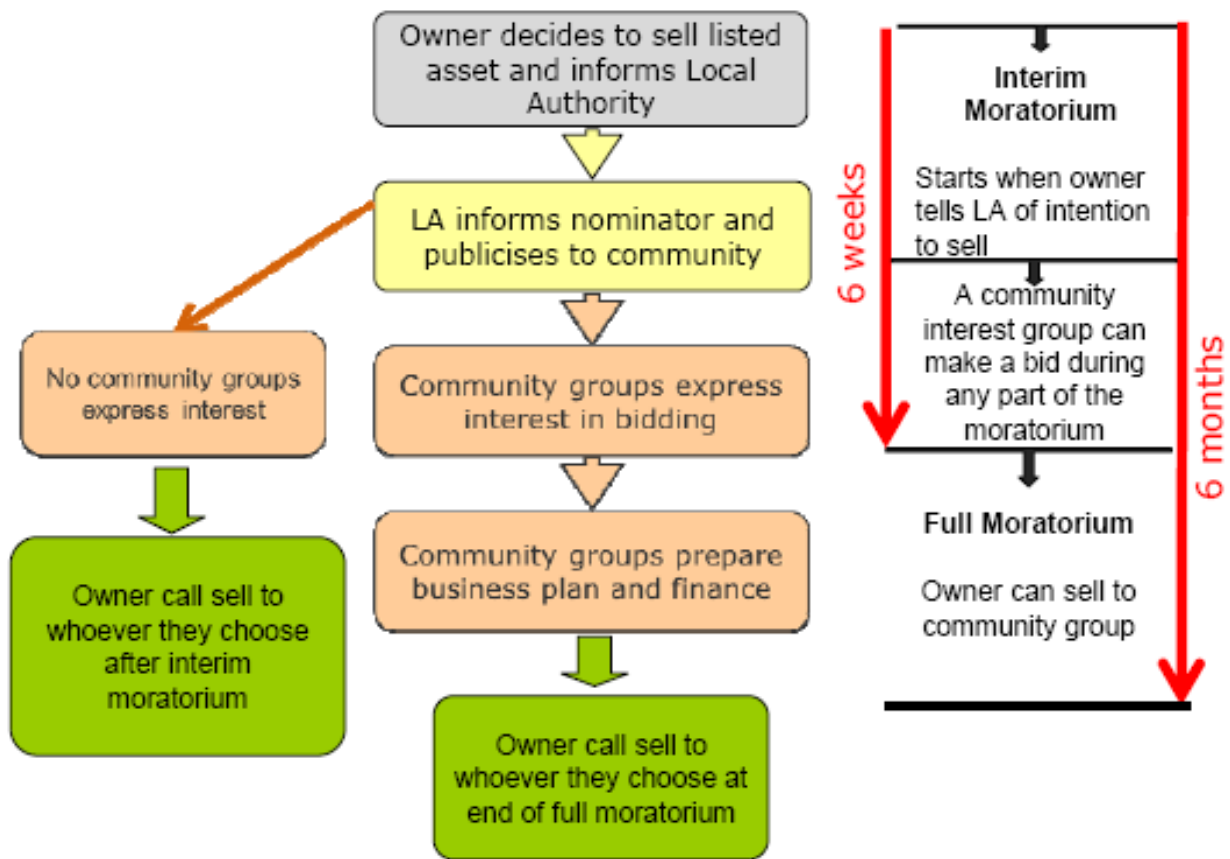 Owner decides to sell listed
asset and informs Local
Authority
LA informs nominator and
publicises to community
No community groups
express interest
Community groups express
interest in bidding
Community groups prepare
business plan and finance
Owner call sell to
whoever they choose
after interim
moratorium
Owner call sell to
whoever they choose at
end of full moratorium
6 weeks
Interim
Moratorium
Starts when owner
tells LA of intention
to sell
A community
interest group can
make a bid during
any part of the
moratorium
Full Moratorium
Owner can sell to
community group
6 months